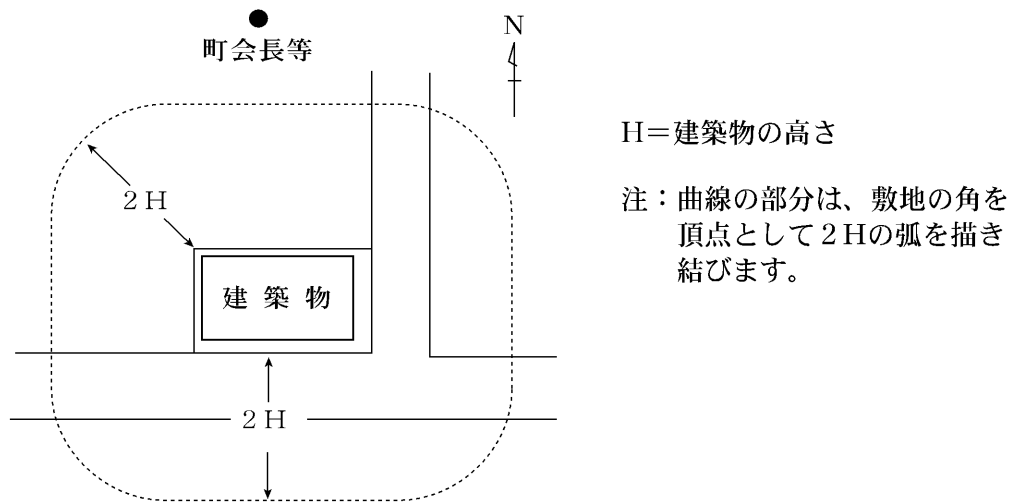 町会長等
N
H＝建築物の高さ
注：曲線の部分は、敷地の角を
頂点として２Hの弧を描き
結びます。
２H
建 築 物
２H